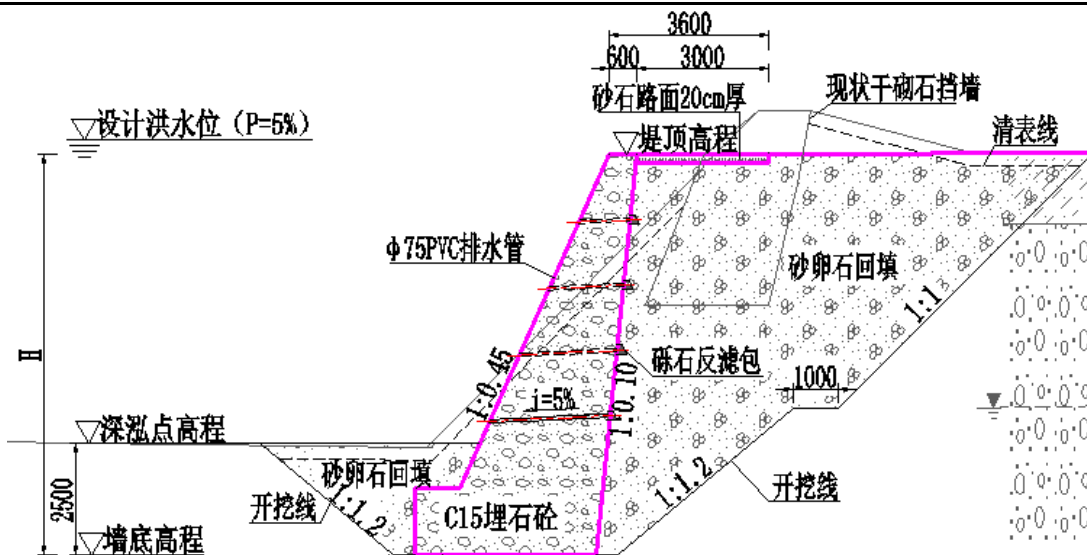 3600
600
3000
砂石路面20cm厚
现状干砌石挡墙
设计洪水位（P=5%）
堤顶高程
清表线
φ75PVC排水管
砂卵石回填
1:1
H
1:0.45
1:0.10
砾石反滤包
1000
i=5%
深泓点高程
砂卵石回填
1:1.2
1:1.2
开挖线
开挖线
2500
C15埋石砼
墙底高程